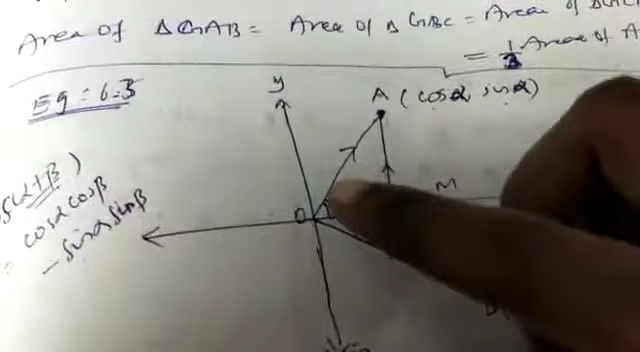 Area of ΔGAB = Area of Δ GBC = Area of
= 1/3 Area of
Eg: 6.3
y
A (cosα, sinα)
α+β)
cosα cosβ
- sinα sinβ
M
O